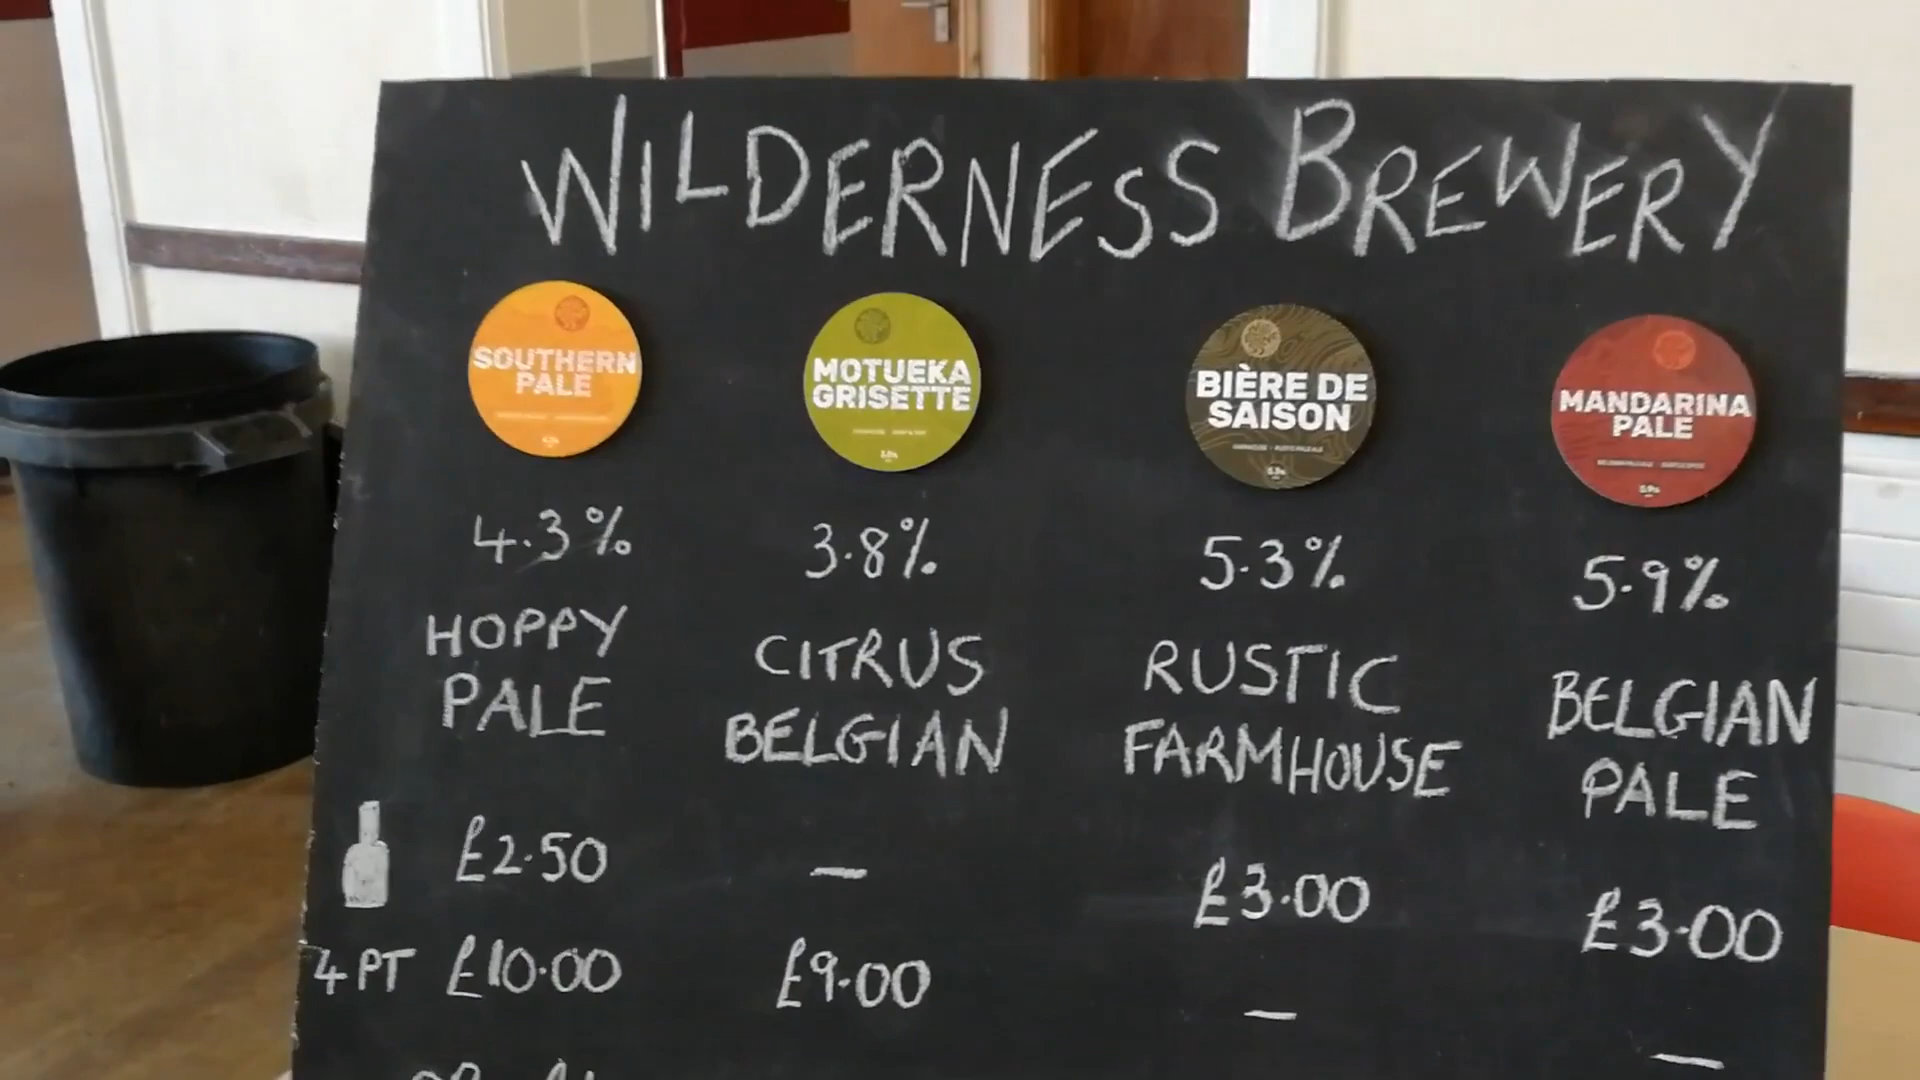 WILDERNESS BREWERY
SOUTHERN
PALE
MOTUEKA
GRISETTE
BIÈRE DE
SAISON
MANDARINA
PALE
4.3% 3.8% 5.3% 5.9%
HOPPY
PALE
CITRUS
BELGIAN
RUSTIC
FARMHOUSE
BELGIAN
PALE
£2.50 – £3.00 £3.00
4 PT £10.00 £9.00 – –